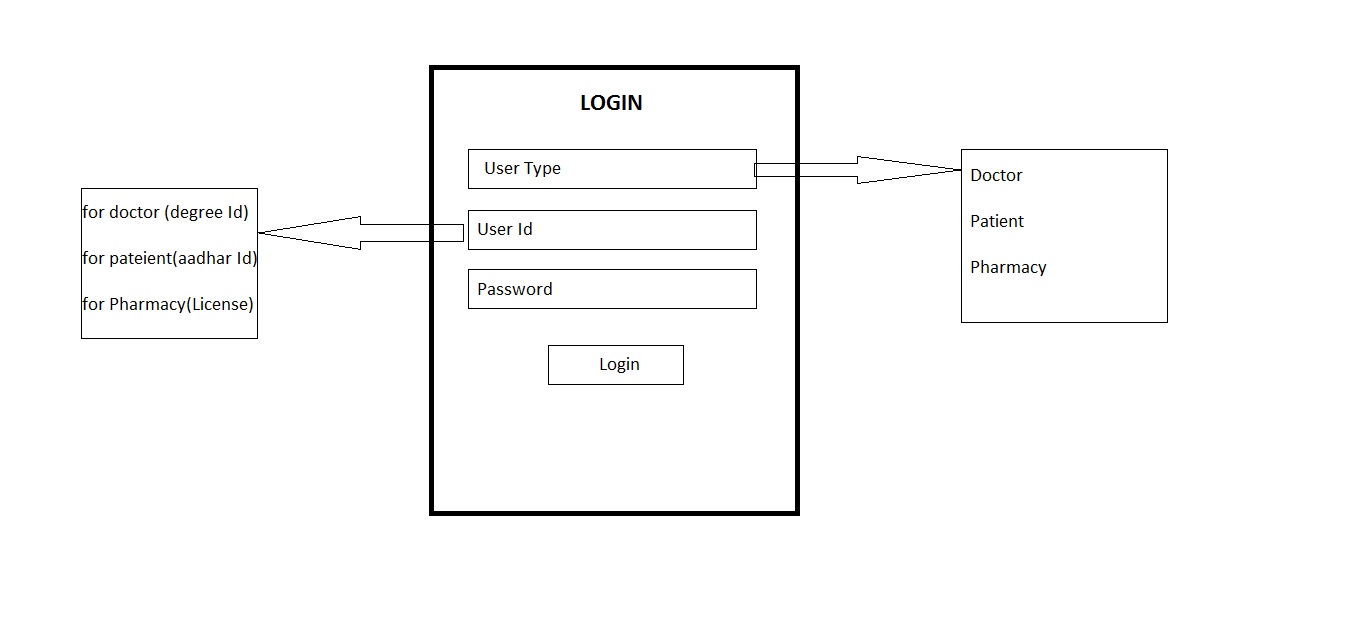 LOGIN
User Type
User Id
Password
Login
for doctor (degree Id)
for pateient(aadhar Id)
for Pharmacy(License)
Doctor
Patient
Pharmacy